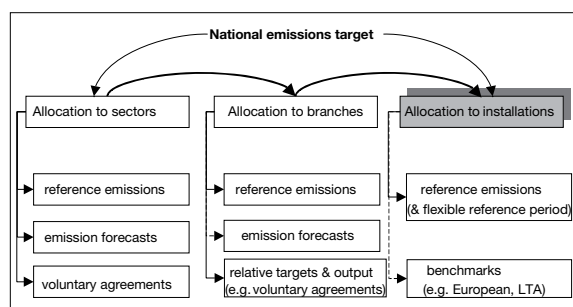 National emissions target
Allocation to sectors
Allocation to branches
Allocation to installations
reference emissions
emission forecasts
voluntary agreements
reference emissions
emission forecasts
relative targets & output
(e.g. voluntary agreements)
reference emissions
(& flexible reference period)
benchmarks
(e.g. European, LTA)